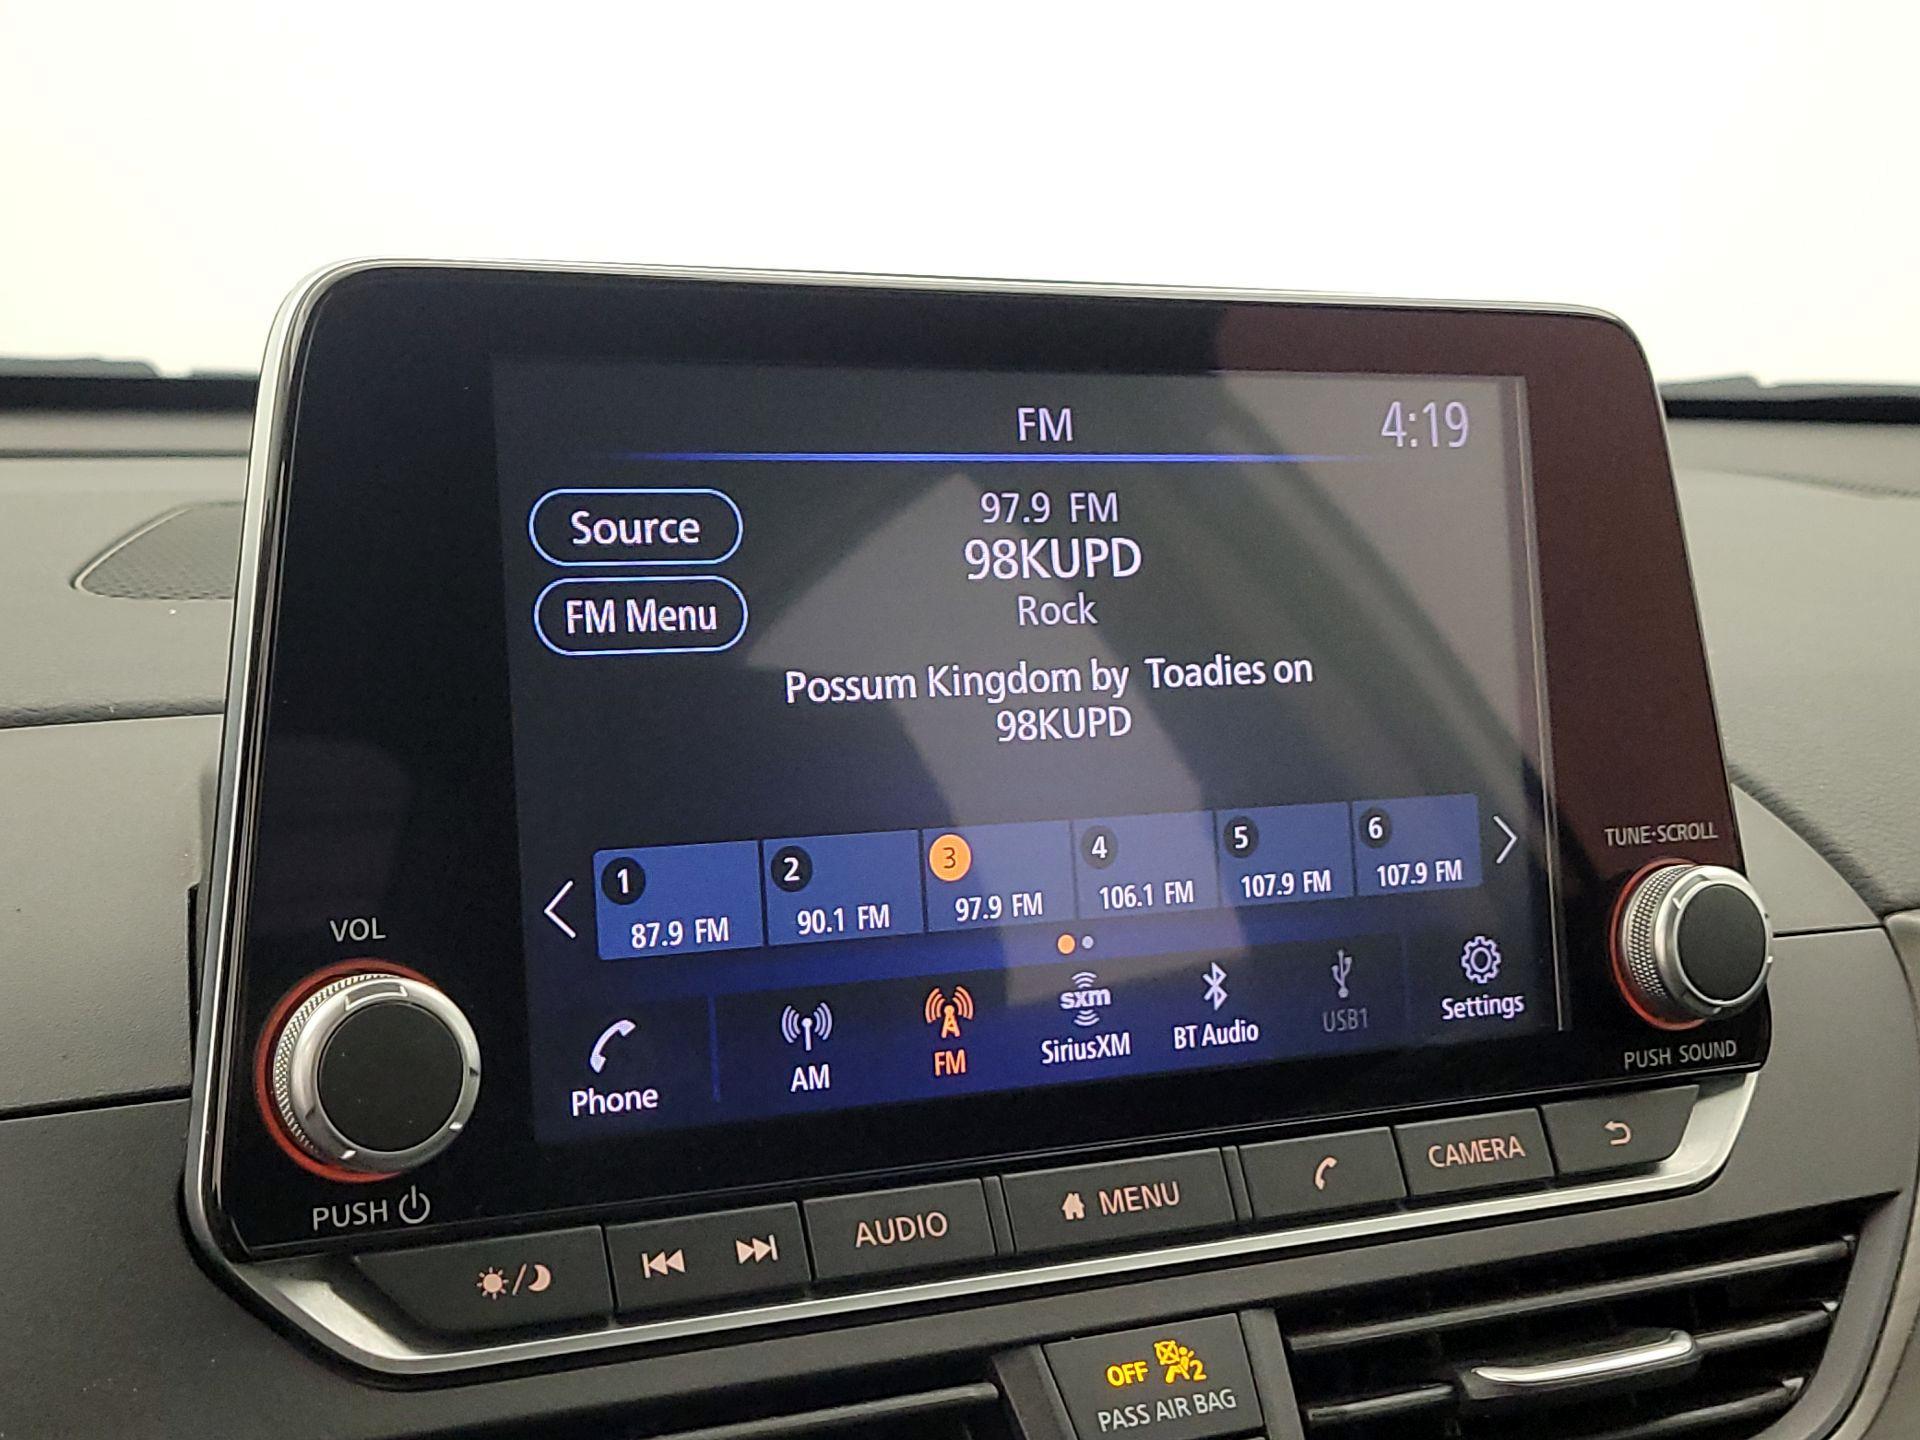 FM
4:19
Source
97.9 FM
98KUPD
FM Menu
Rock
Possum Kingdom by Toadies on
98KUPD
1
2
3
4
5
6
87.9 FM
90.1 FM
97.9 FM
106.1 FM
107.9 FM
107.9 FM
TUNE·SCROLL
VOL
Phone
AM
FM
sxm
SiriusXM
BT Audio
USB1
Settings
PUSH SOUND
PUSH
AUDIO
MENU
CAMERA
OFF 2
PASS AIR BAG